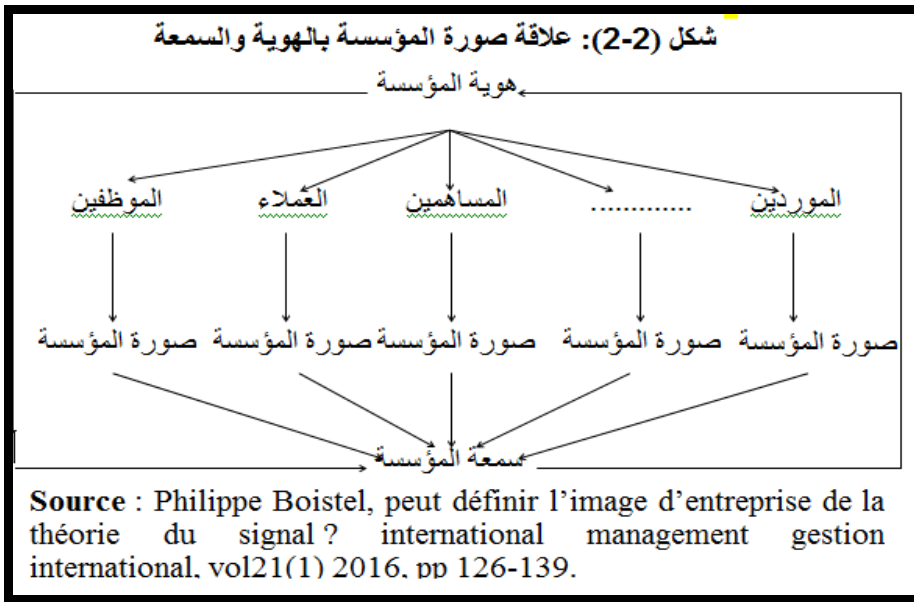 شكل (2-2): علاقة صورة المؤسسة بالهوية والسمعة
هوية المؤسسة
الموردين ............. المساهمين العملاء الموظفين
صورة المؤسسة صورة المؤسسة صورة المؤسسة صورة المؤسسة صورة المؤسسة
سمعة المؤسسة
Source : Philippe Boistel, peut définir l’image d’entreprise de la
théorie du signal ? international management gestion
international, vol21(1) 2016, pp 126-139.